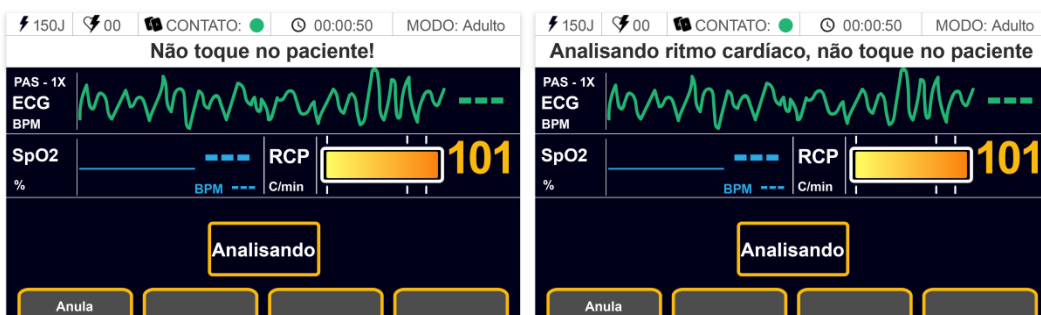 150J 00 CONTATO: 00:00:50 MODO: Adulto
Não toque no paciente!
PAS - 1X
ECG
BPM
---
SpO2
%
---
BPM ---
RCP
C/min
101
Analisando
Anula
150J 00 CONTATO: 00:00:50 MODO: Adulto
Analisando ritmo cardíaco, não toque no paciente
PAS - 1X
ECG
BPM
---
SpO2
%
---
BPM ---
RCP
C/min
101
Analisando
Anula